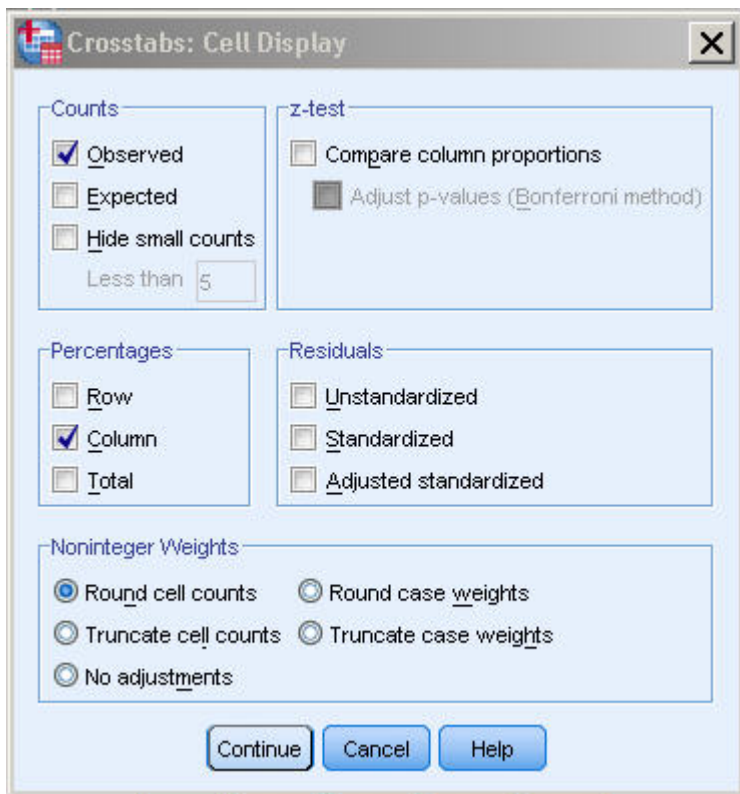 Crosstabs: Cell Display
Counts
Observed
Expected
Hide small counts
Less than 5
z-test
Compare column proportions
Adjust p-values (Bonferroni method)
Percentages
Row
Column
Total
Residuals
Unstandardized
Standardized
Adjusted standardized
Noninteger Weights
Round cell counts
Round case weights
Truncate cell counts
Truncate case weights
No adjustments
Continue
Cancel
Help